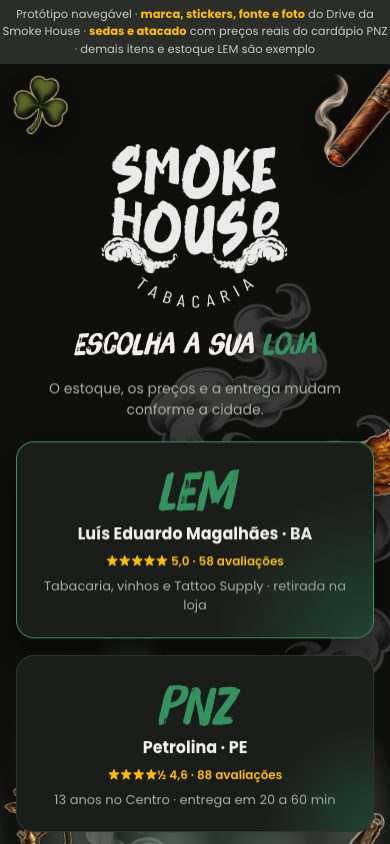 Protótipo navegável · marca, stickers, fonte e foto do Drive da
Smoke House · sedas e atacado com preços reais do cardápio PNZ
· demais itens e estoque LEM são exemplo
SMOKE
HOUSe
TABACARIA
ESCOLHA A SUA LOJA
O estoque, os preços e a entrega mudam
conforme a cidade.
LEM
Luís Eduardo Magalhães · BA
★★★★★ 5,0 · 58 avaliações
Tabacaria, vinhos e Tattoo Supply · retirada na
loja
PNZ
Petrolina · PE
★★★★½ 4,6 · 88 avaliações
13 anos no Centro · entrega em 20 a 60 min